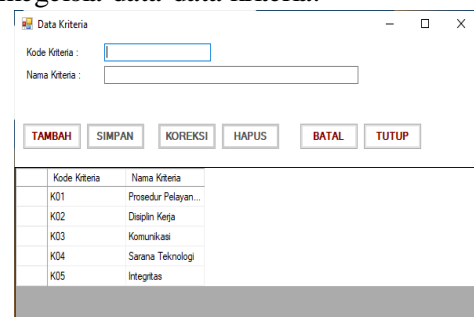 Data Kriteria
Kode Kriteria :
Nama Kriteria :
TAMBAH SIMPAN KOREKSI HAPUS BATAL TUTUP
Kode Kriteria Nama Kriteria
K01 Prosedur Pelayan...
K02 Disiplin Kerja
K03 Komunikasi
K04 Sarana Teknologi
K05 Integritas